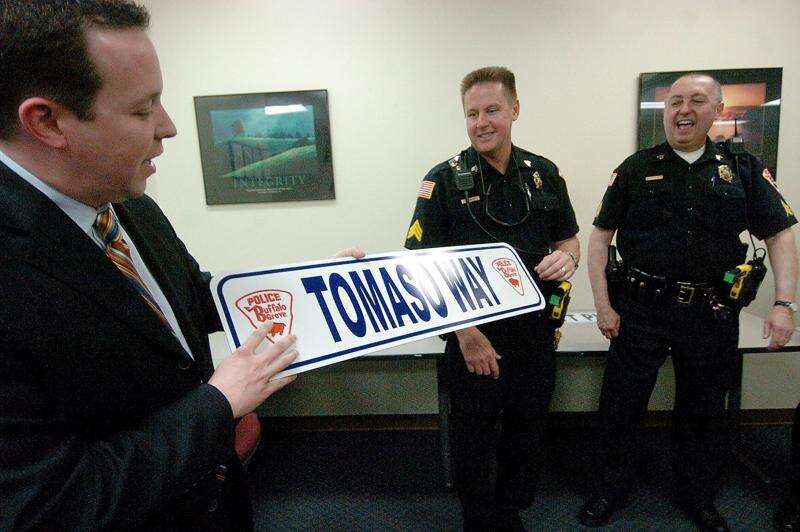 INTEGRITY
POLICE
Buffalo
Grove
TOMASO WAY
POLICE
Buffalo
Grove